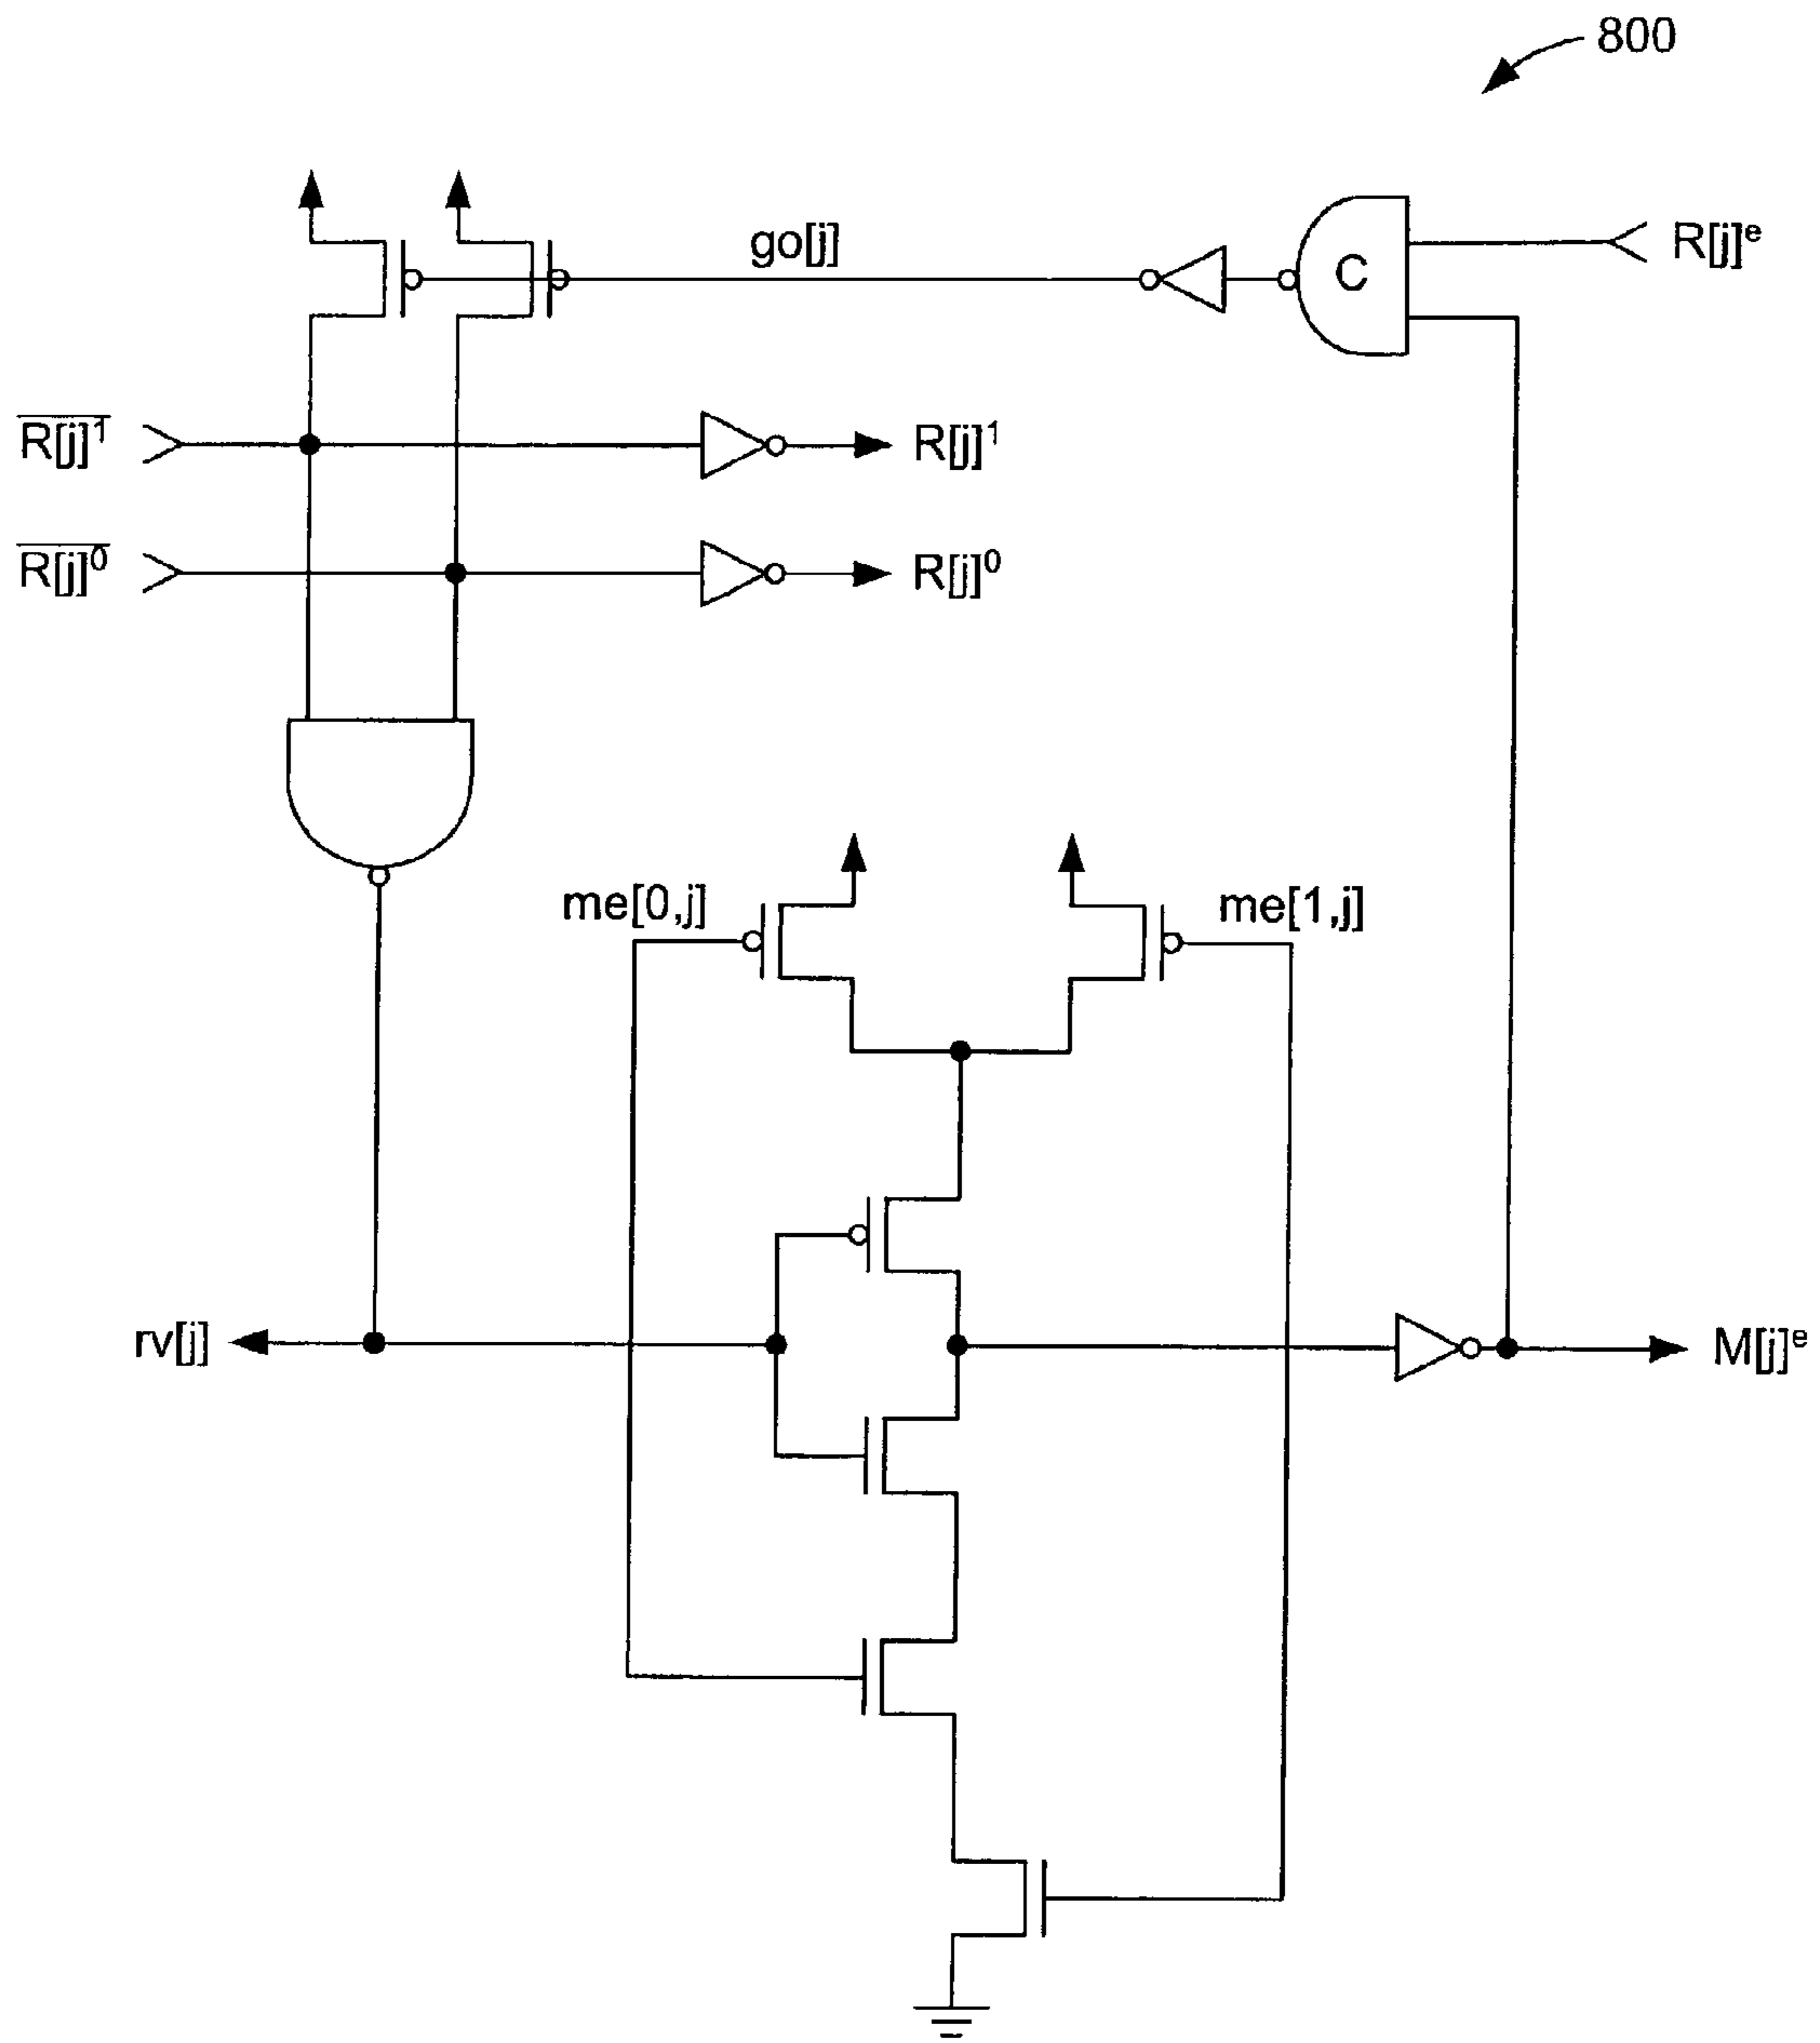 800
go[j]
C
R[j]ᵉ
R̅[̅j̅]̅¹̅
R[j]¹
R̅[̅j̅]̅⁰̅
R[j]⁰
me[0,j]
me[1,j]
rv[j]
M[j]ᵉ